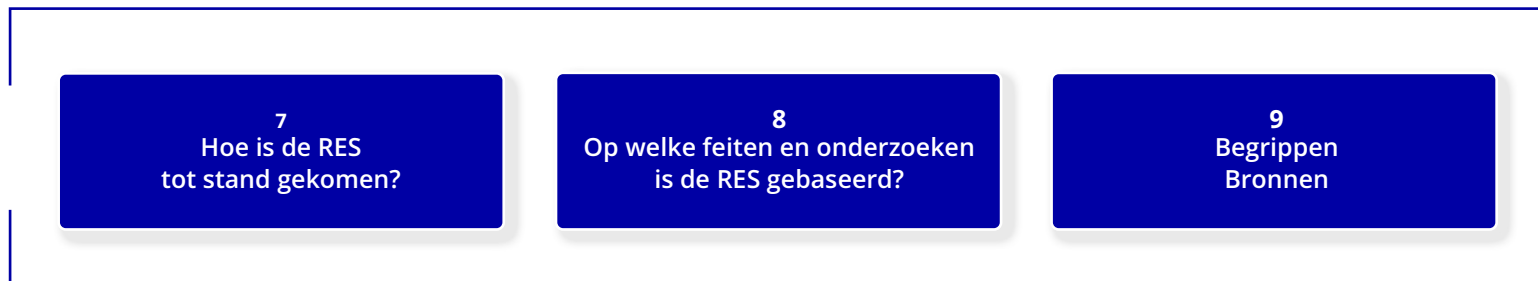 7
Hoe is de RES
tot stand gekomen?
8
Op welke feiten en onderzoeken
is de RES gebaseerd?
9
Begrippen
Bronnen